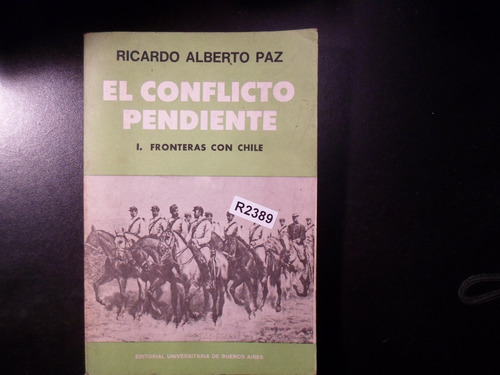 RICARDO ALBERTO PAZ
EL CONFLICTO
PENDIENTE
I. FRONTERAS CON CHILE
R2389
EDITORIAL UNIVERSITARIA DE BUENOS AIRES